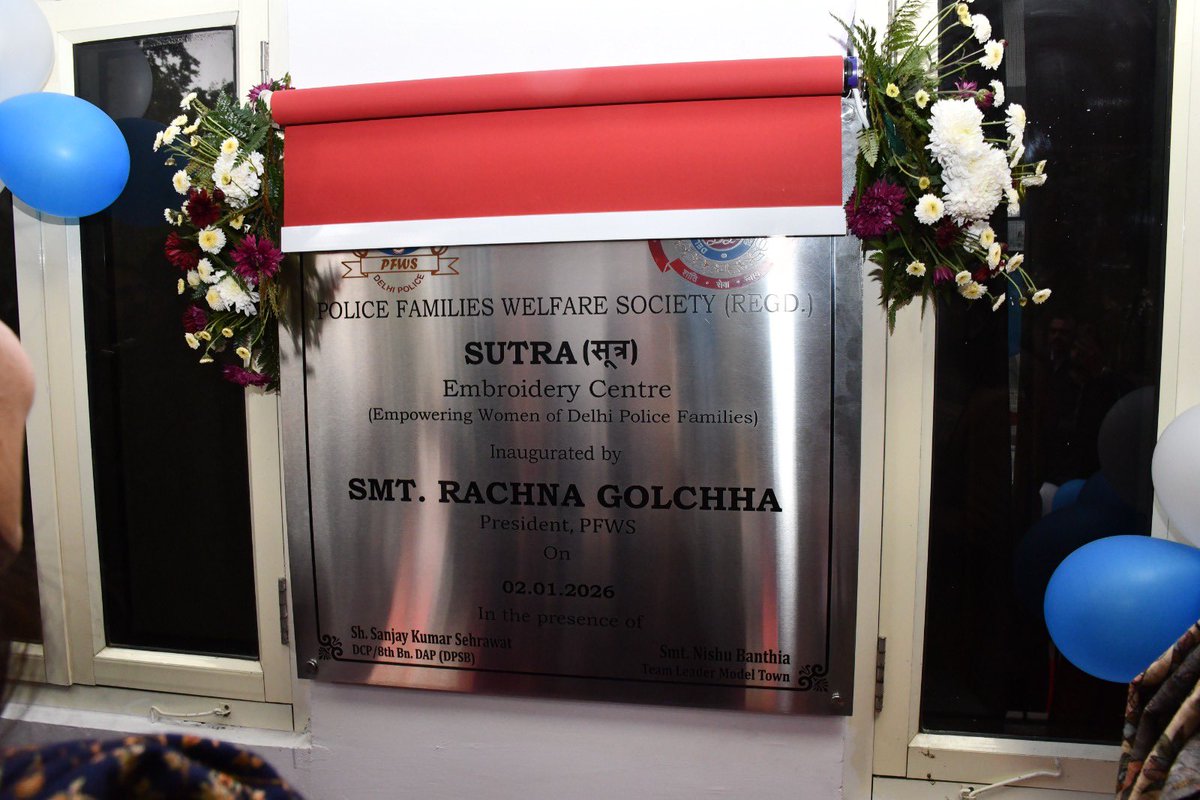 PFWS
DELHI POLICE
शान्ति सेवा न्याय
POLICE FAMILIES WELFARE SOCIETY (REGD.)
SUTRA (सूत्र)
Embroidery Centre
(Empowering Women of Delhi Police Families)
Inaugurated by
SMT. RACHNA GOLCHHA
President, PFWS
On
02.01.2026
In the presence of
Sh. Sanjay Kumar Sehrawat
DCP/8th Bn. DAP (DPSB)
Smt. Nishu Banthia
Team Leader Model Town